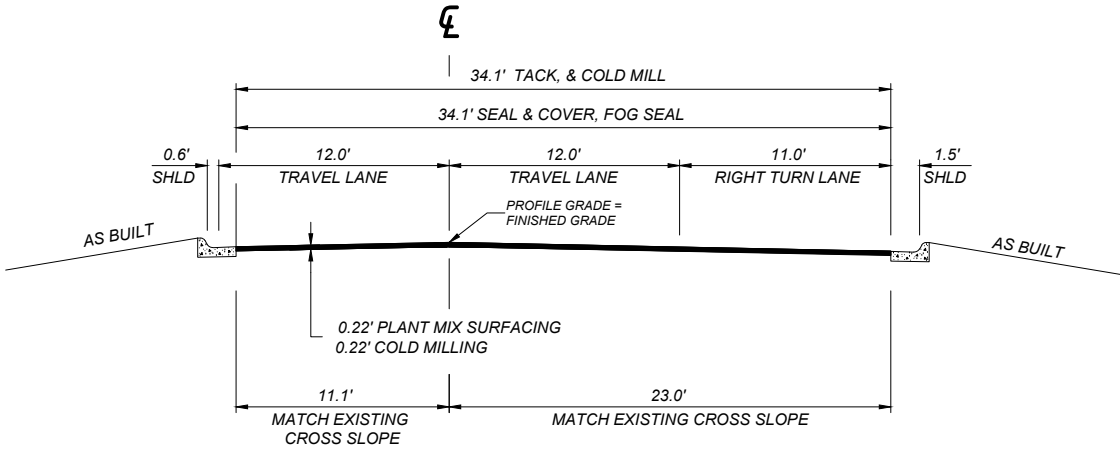 ℄
34.1' TACK, & COLD MILL
34.1' SEAL & COVER, FOG SEAL
0.6' 12.0' 12.0' 11.0' 1.5'
SHLD TRAVEL LANE TRAVEL LANE RIGHT TURN LANE SHLD
PROFILE GRADE =
FINISHED GRADE
AS BUILT AS BUILT
0.22' PLANT MIX SURFACING
0.22' COLD MILLING
11.1' 23.0'
MATCH EXISTING MATCH EXISTING CROSS SLOPE
CROSS SLOPE